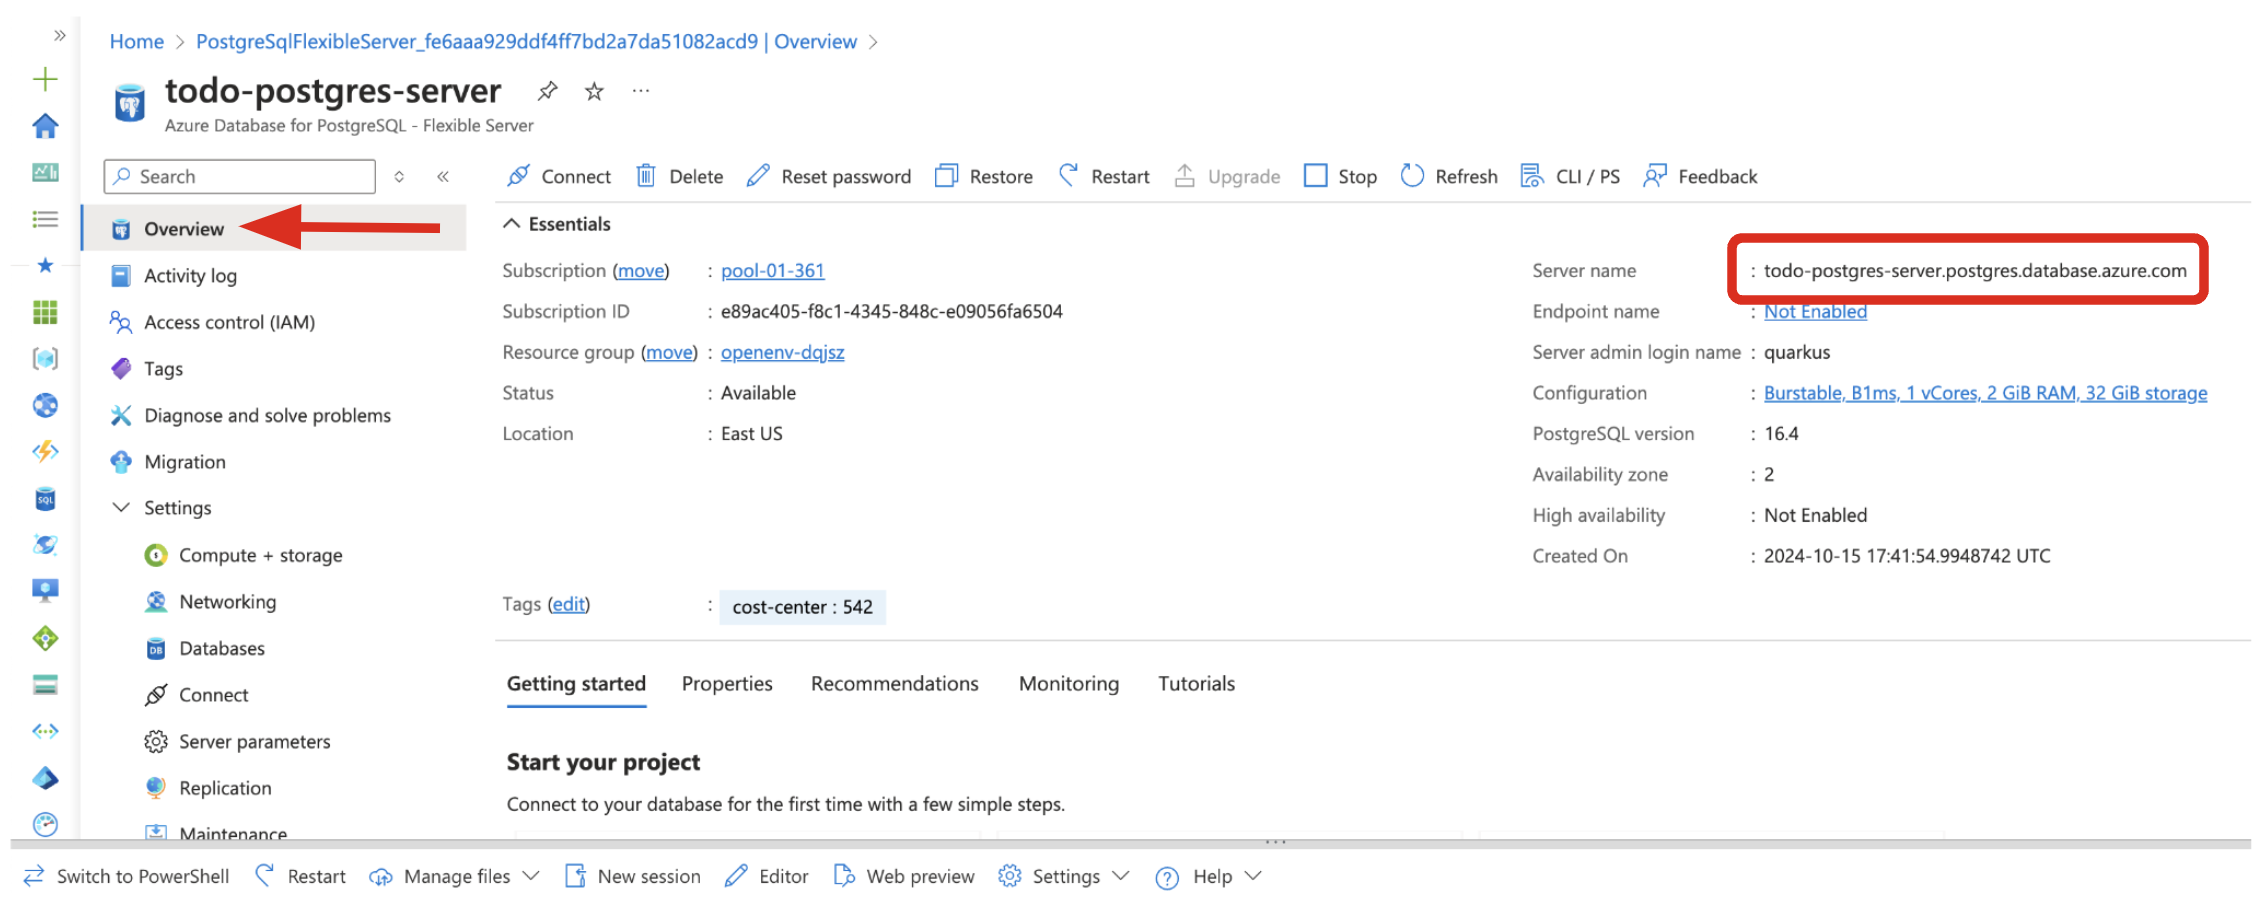 Home > PostgreSqlFlexibleServer_fe6aaa929ddf4ff7bd2a7da51082acd9 | Overview >
todo-postgres-server
Azure Database for PostgreSQL - Flexible Server
Search
Connect Delete Reset password Restore Restart Upgrade Stop Refresh CLI / PS Feedback
Overview
Activity log
Access control (IAM)
Tags
Diagnose and solve problems
Migration
Settings
Compute + storage
Networking
Databases
Connect
Server parameters
Replication
Maintenance
Essentials
Subscription (move) : pool-01-361
Subscription ID : e89ac405-f8c1-4345-848c-e09056fa6504
Resource group (move) : openenv-dqjsz
Status : Available
Location : East US
Server name : todo-postgres-server.postgres.database.azure.com
Endpoint name : Not Enabled
Server admin login name : quarkus
Configuration : Burstable, B1ms, 1 vCores, 2 GiB RAM, 32 GiB storage
PostgreSQL version : 16.4
Availability zone : 2
High availability : Not Enabled
Created On : 2024-10-15 17:41:54.9948742 UTC
Tags (edit) : cost-center : 542
Getting started Properties Recommendations Monitoring Tutorials
Start your project
Connect to your database for the first time with a few simple steps.
Switch to PowerShell Restart Manage files New session Editor Web preview Settings Help